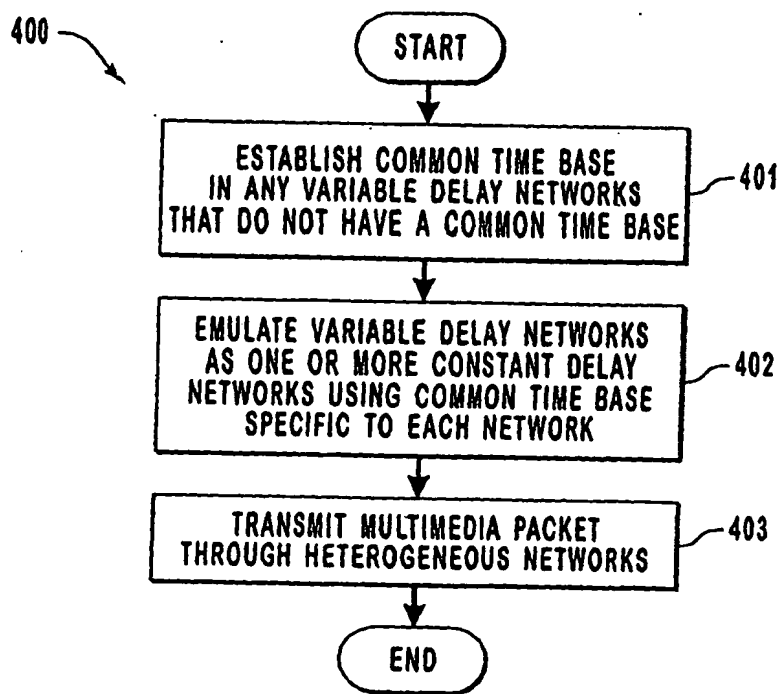 400
START
ESTABLISH COMMON TIME BASE
IN ANY VARIABLE DELAY NETWORKS
THAT DO NOT HAVE A COMMON TIME BASE
401
EMULATE VARIABLE DELAY NETWORKS
AS ONE OR MORE CONSTANT DELAY
NETWORKS USING COMMON TIME BASE
SPECIFIC TO EACH NETWORK
402
TRANSMIT MULTIMEDIA PACKET
THROUGH HETEROGENEOUS NETWORKS
403
END